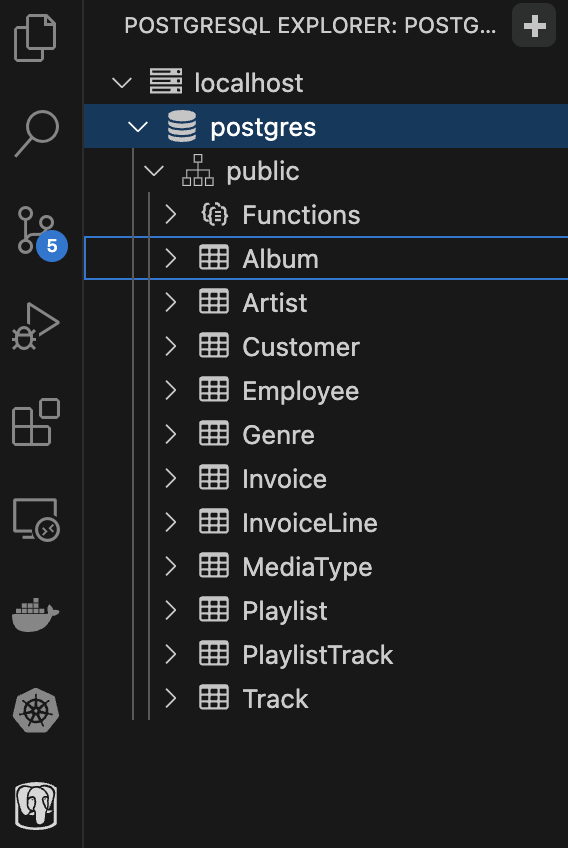 POSTGRESQL EXPLORER: POSTG...
localhost
postgres
public
Functions
Album
Artist
Customer
Employee
Genre
Invoice
InvoiceLine
MediaType
Playlist
PlaylistTrack
Track
5